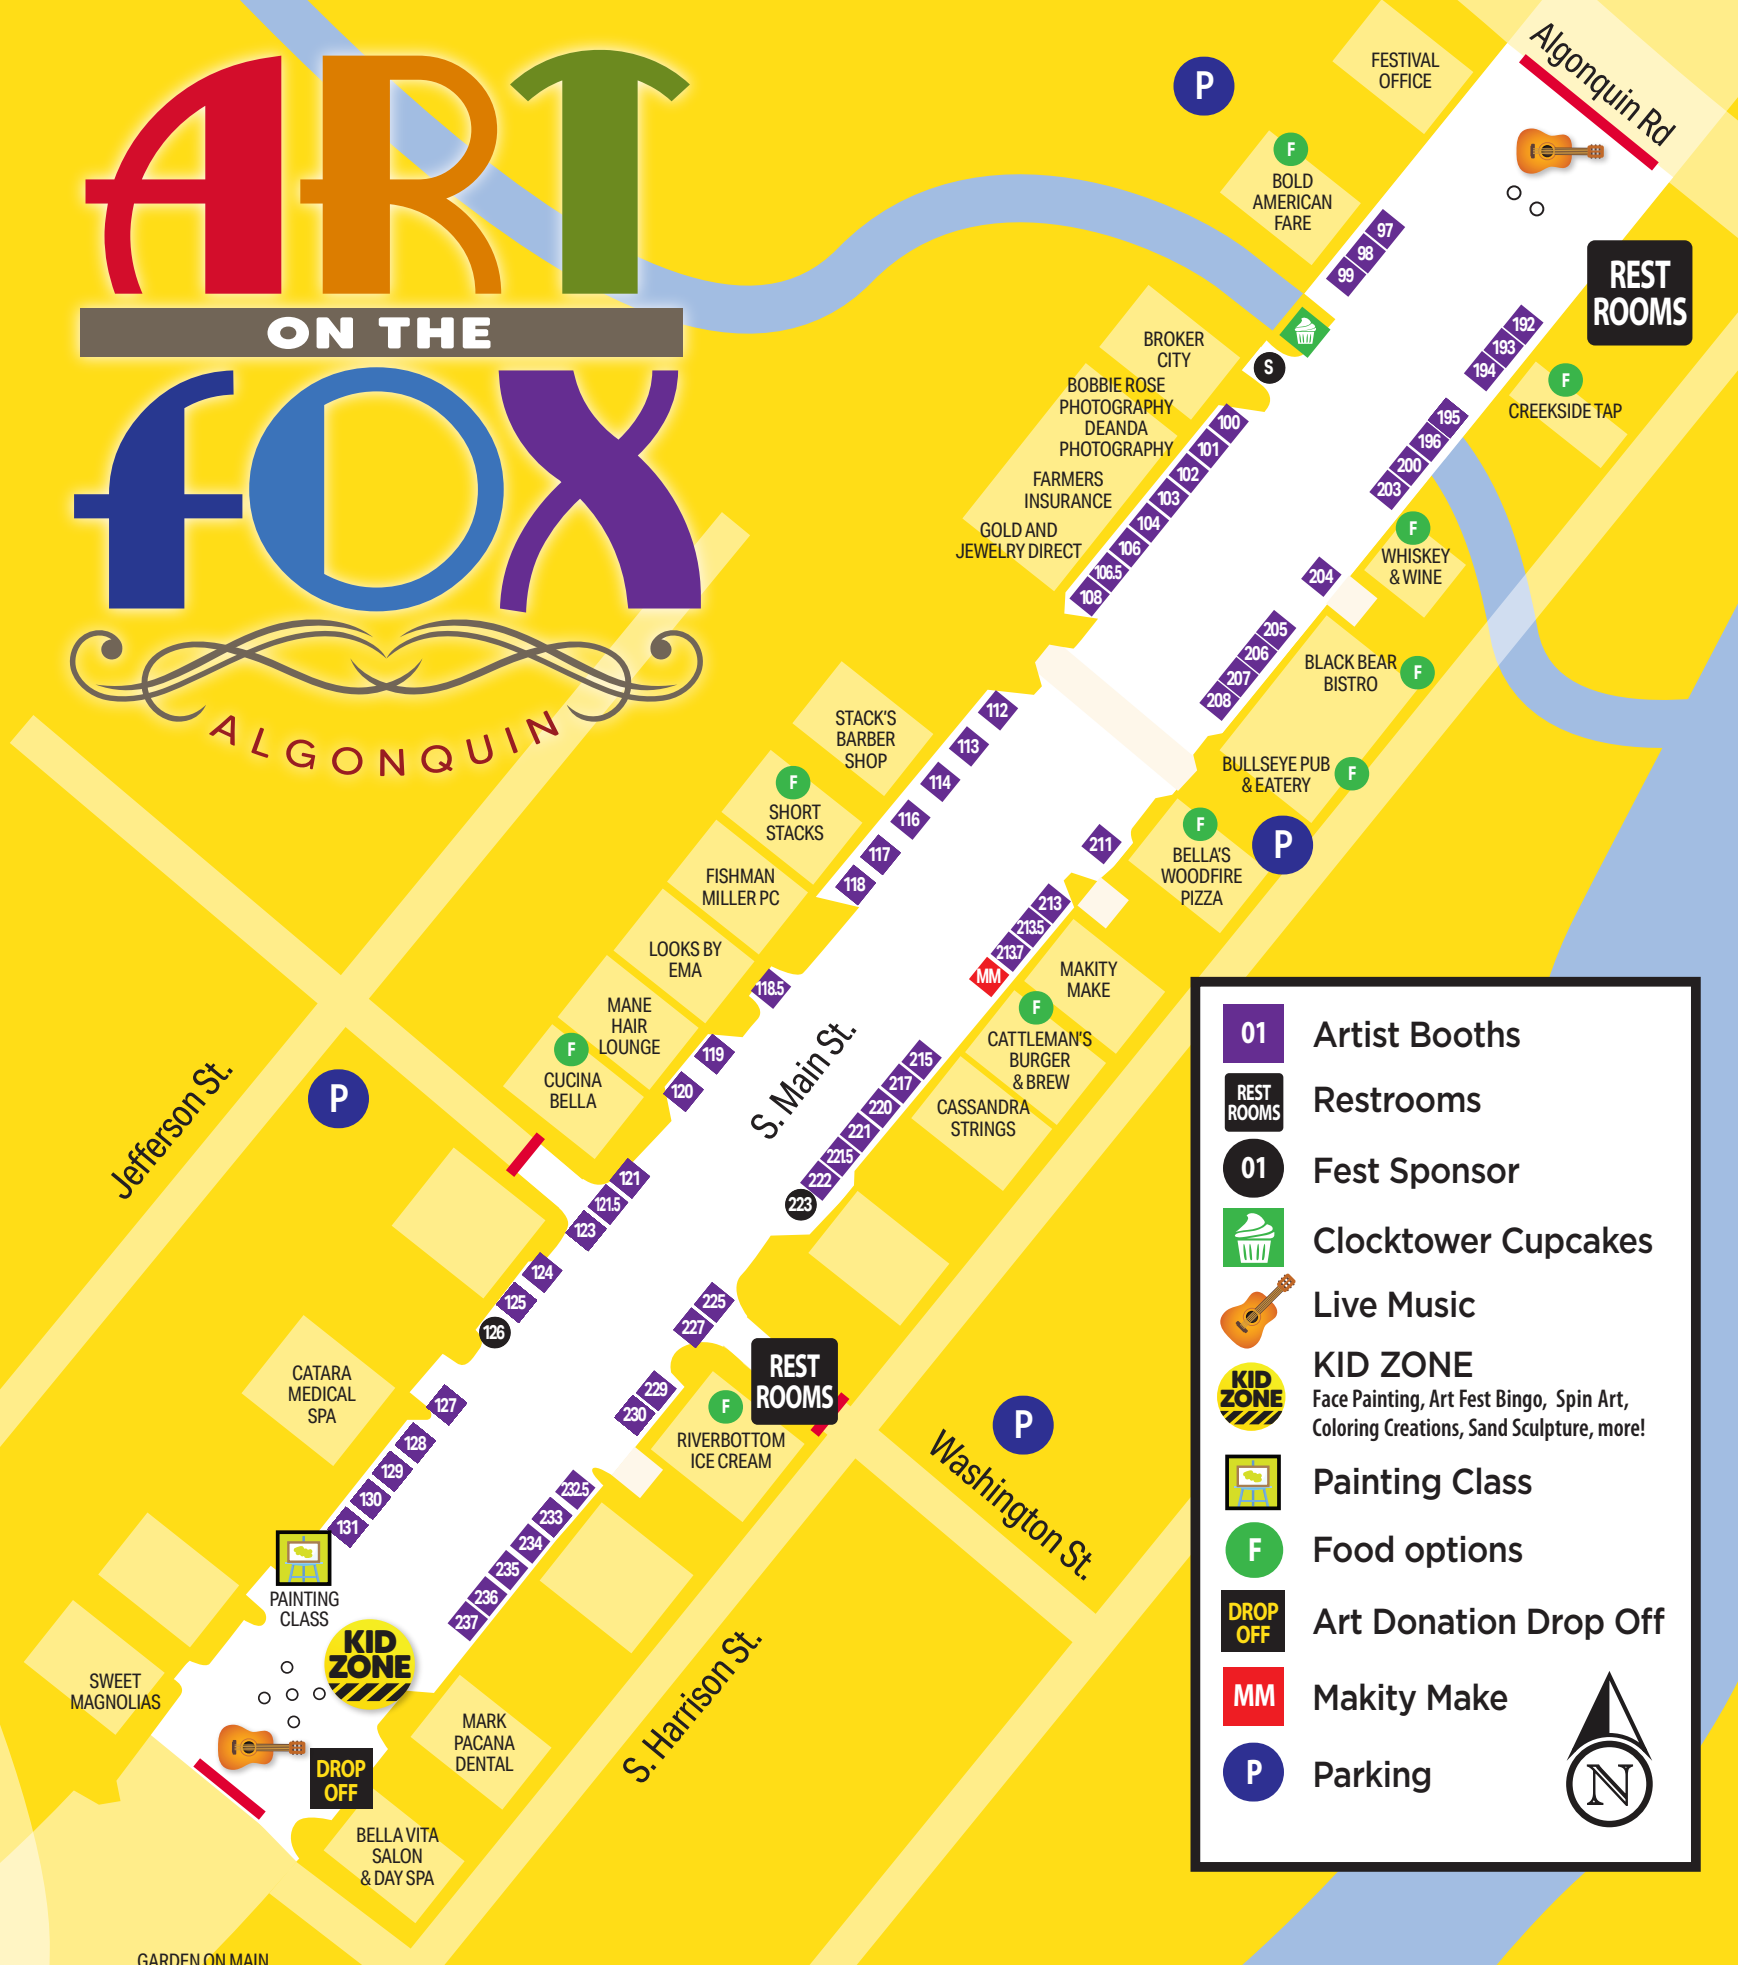 ART
ON THE
FOX
ALGONQUIN
P
FESTIVAL
OFFICE
Algonquin Rd
F
BOLD
AMERICAN
FARE
97
98
99
REST
ROOMS
192
193
194
F
CREEKSIDE TAP
S
BROKER
CITY
BOBBIE ROSE
PHOTOGRAPHY
DEANDA
PHOTOGRAPHY
FARMERS
INSURANCE
GOLD AND
JEWELRY DIRECT
100
101
102
103
104
106
106.5
108
195
196
200
203
F
WHISKEY
& WINE
204
205
206
207
208
BLACK BEAR
BISTRO
F
BULLSEYE PUB
& EATERY
F
P
STACK'S
BARBER
SHOP
F
SHORT
STACKS
FISHMAN
MILLER PC
LOOKS BY
EMA
MANE
HAIR
LOUNGE
F
CUCINA
BELLA
112
113
114
116
117
118
118.5
119
120
211
F
BELLA'S
WOODFIRE
PIZZA
213
213.5
213.7
MM
MAKITY
MAKE
F
CATTLEMAN'S
BURGER
& BREW
CASSANDRA
STRINGS
S. Main St.
215
217
220
221
221.5
222
223
Jefferson St.
P
121
121.5
123
124
125
126
225
227
229
230
REST
ROOMS
F
RIVERBOTTOM
ICE CREAM
P
Washington St.
CATARA
MEDICAL
SPA
127
128
129
130
131
232.5
233
234
235
236
237
PAINTING
CLASS
KID
ZONE
SWEET
MAGNOLIAS
DROP
OFF
MARK
PACANA
DENTAL
S. Harrison St.
BELLA VITA
SALON
& DAY SPA
GARDEN ON MAIN
01 Artist Booths
REST
ROOMS Restrooms
01 Fest Sponsor
Clocktower Cupcakes
Live Music
KID
ZONE
KID ZONE
Face Painting, Art Fest Bingo, Spin Art,
Coloring Creations, Sand Sculpture, more!
Painting Class
F Food options
DROP
OFF Art Donation Drop Off
MM Makity Make
P Parking
N